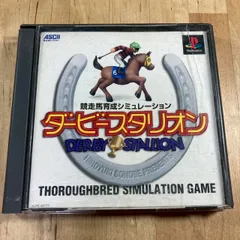 ASCII
PlayStation
競走馬育成シミュレーション
ダービースタリオン
DERBY STALLION
THOROUGHBRED SIMULATION GAME